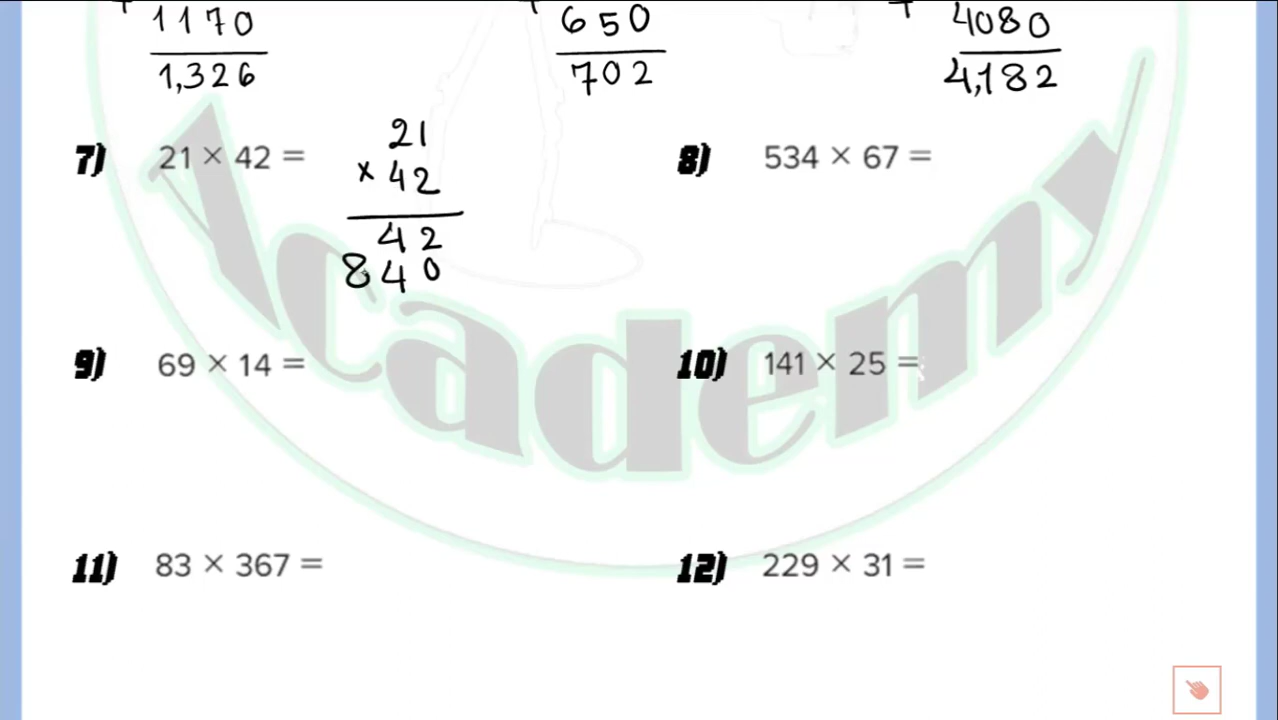 + 1170
1,326
+ 650
702
+ 4080
4,182
7) 21 × 42 =
21
× 42
42
840
8) 534 × 67 =
9) 69 × 14 =
10) 141 × 25 =
11) 83 × 367 =
12) 229 × 31 =
Academy